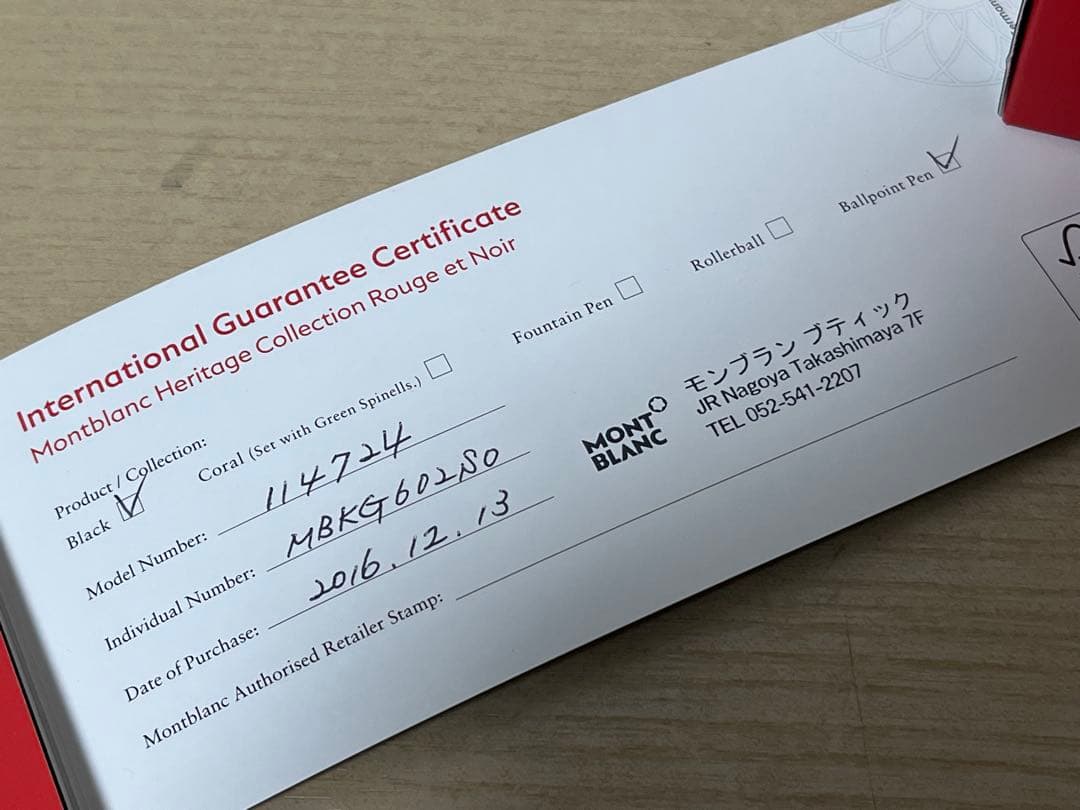 International Guarantee Certificate
Montblanc Heritage Collection Rouge et Noir
Product / Collection:
Black ☑ Coral (Set with Green Spinells.) ☐ Fountain Pen ☐ Rollerball ☐ Ballpoint Pen ☑
Model Number: 114724
Individual Number: MBKG602S0
Date of Purchase: 2016.12.13
Montblanc Authorised Retailer Stamp:
MONT
BLANC
モンブラン ブティック
JR Nagoya Takashimaya 7F
TEL 052-541-2207